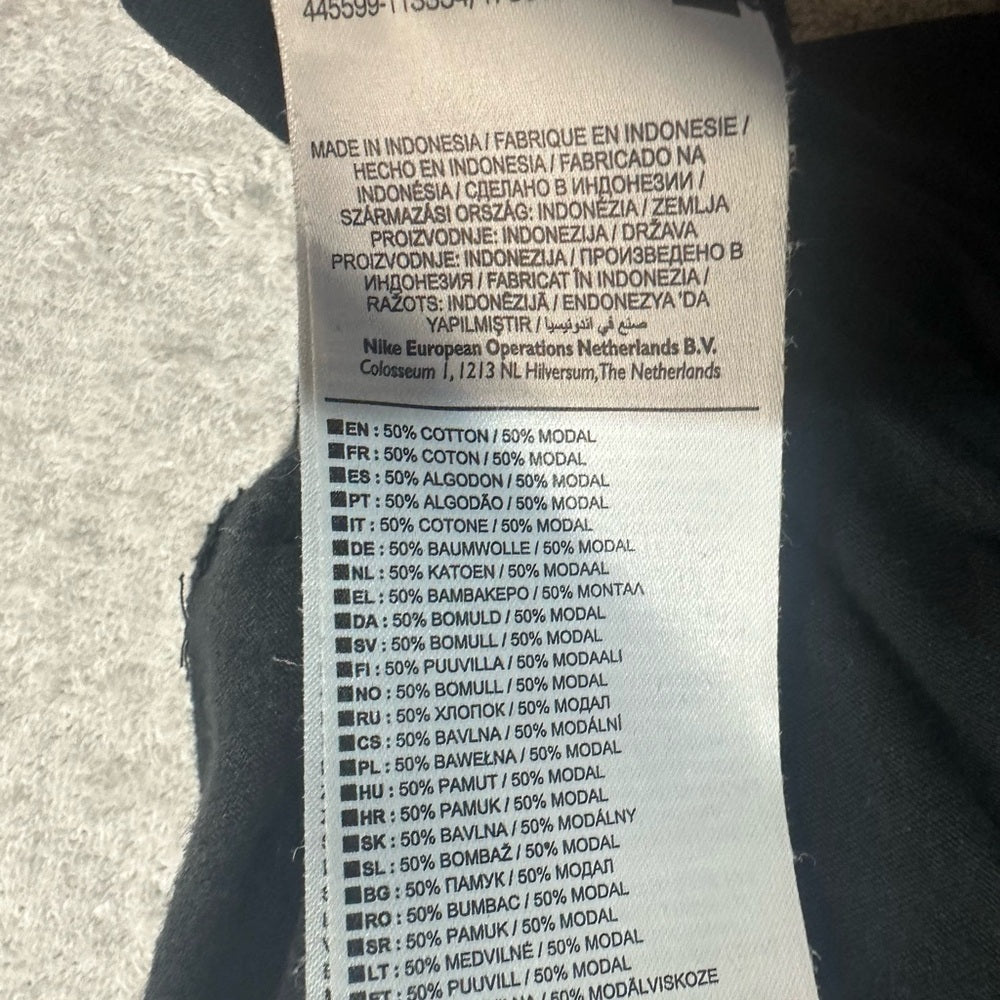 MADE IN INDONESIA / FABRIQUE EN INDONESIE /
HECHO EN INDONESIA / FABRICADO NA
INDONÉSIA / СДЕЛАНО В ИНДОНЕЗИИ /
SZÁRMAZÁSI ORSZÁG: INDONÉZIA / ZEMLJA
PROIZVODNJE: INDONEZIJA / DRŽAVA
PROIZVODNJE: INDONEZIJA / ПРОИЗВЕДЕНО В
ИНДОНЕЗИЯ / FABRICAT ÎN INDONEZIA /
RAŽOTS: INDONĒZIJĀ / ENDONEZYA 'DA
YAPILMIŞTIR / صنع في اندونيسيا
Nike European Operations Netherlands B.V.
Colosseum 1, 1213 NL Hilversum, The Netherlands
EN : 50% COTTON / 50% MODAL
FR : 50% COTON / 50% MODAL
ES : 50% ALGODON / 50% MODAL
PT : 50% ALGODÃO / 50% MODAL
IT : 50% COTONE / 50% MODAL
DE : 50% BAUMWOLLE / 50% MODAL
NL : 50% KATOEN / 50% MODAAL
EL : 50% ΒΑΜΒΑΚΕΡΟ / 50% ΜΟΝΤΑΛ
DA : 50% BOMULD / 50% MODAL
SV : 50% BOMULL / 50% MODAL
FI : 50% PUUVILLA / 50% MODAALI
NO : 50% BOMULL / 50% MODAL
RU : 50% ХЛОПОК / 50% МОДАЛ
CS : 50% BAVLNA / 50% MODÁLNÍ
PL : 50% BAWEŁNA / 50% MODAL
HU : 50% PAMUT / 50% MODAL
HR : 50% PAMUK / 50% MODAL
SK : 50% BAVLNA / 50% MODÁLNY
SL : 50% BOMBAŽ / 50% MODAL
BG : 50% ПАМУК / 50% МОДАЛ
RO : 50% BUMBAC / 50% MODAL
SR : 50% PAMUK / 50% MODAL
LT : 50% MEDVILNĖ / 50% MODAL
ET : 50% PUUVILL / 50% MODAL
50% MODĀLVISKOZE